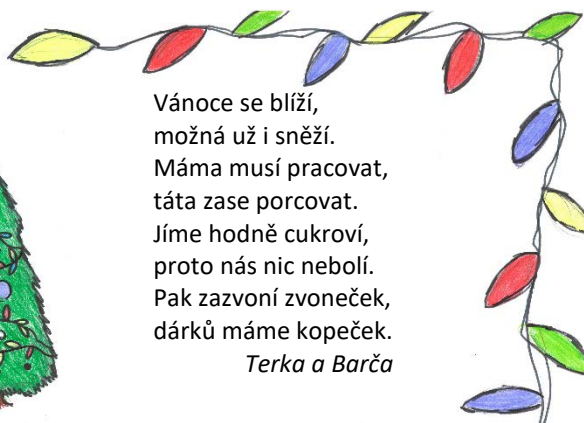 Vánoce se blíží,
možná už i sněží.
Máma musí pracovat,
táta zase porcovat.
Jíme hodně cukroví,
proto nás nic nebolí.
Pak zazvoní zvoneček,
dárků máme kopeček.
Terka a Barča